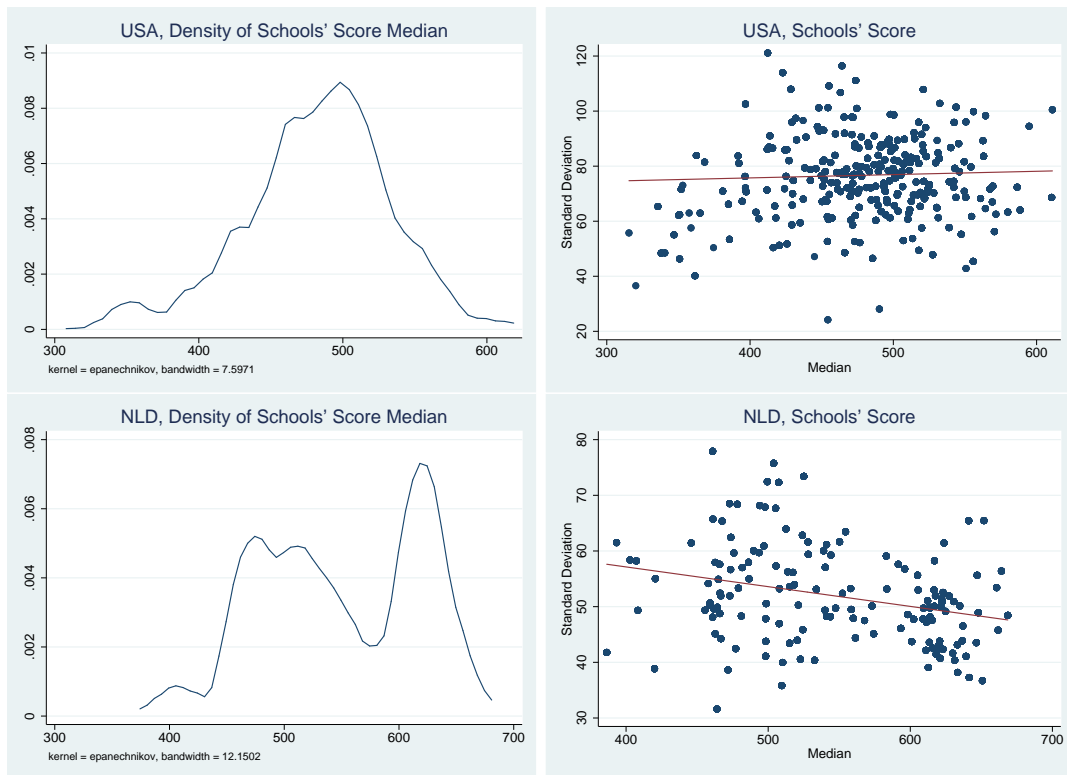 USA, Density of Schools’ Score Median
.01
.008
.006
.004
.002
0
300 400 500 600
kernel = epanechnikov, bandwidth = 7.5971
USA, Schools’ Score
Standard Deviation
120
100
80
60
40
20
300 400 500 600
Median
NLD, Density of Schools’ Score Median
.008
.006
.004
.002
0
300 400 500 600 700
kernel = epanechnikov, bandwidth = 12.1502
NLD, Schools’ Score
Standard Deviation
80
70
60
50
40
30
400 500 600 700
Median